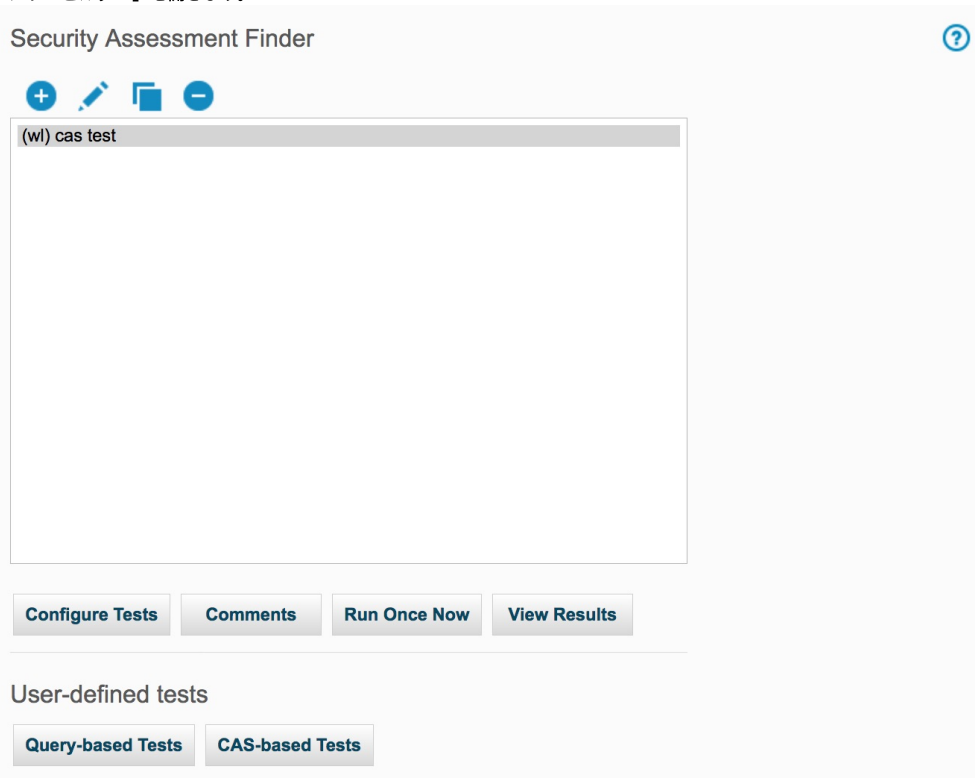 Security Assessment Finder
(wl) cas test
Configure Tests
Comments
Run Once Now
View Results
User-defined tests
Query-based Tests
CAS-based Tests